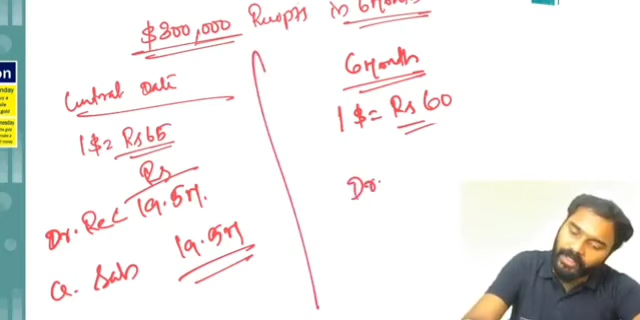 $300,000 Receipts in 6 Months
Contract Date
1$ = Rs 65
Rs
Dr. Rec 19.5M.
Cr. Sales 19.5M
6 Month
1$ = Rs 60
Dr.